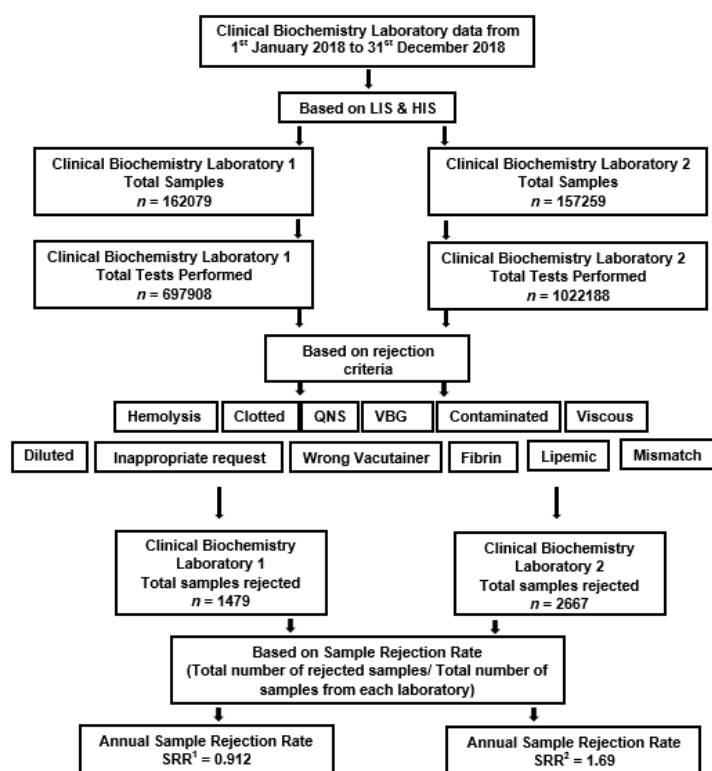 Clinical Biochemistry Laboratory data from
1st January 2018 to 31st December 2018
Based on LIS & HIS
Clinical Biochemistry Laboratory 1
Total Samples
n = 162079
Clinical Biochemistry Laboratory 2
Total Samples
n = 157259
Clinical Biochemistry Laboratory 1
Total Tests Performed
n = 697908
Clinical Biochemistry Laboratory 2
Total Tests Performed
n = 1022188
Based on rejection
criteria
Hemolysis Clotted QNS VBG Contaminated Viscous
Diluted Inappropriate request Wrong Vacutainer Fibrin Lipemic Mismatch
Clinical Biochemistry
Laboratory 1
Total samples rejected
n = 1479
Clinical Biochemistry
Laboratory 2
Total samples rejected
n = 2667
Based on Sample Rejection Rate
(Total number of rejected samples/ Total number of
samples from each laboratory)
Annual Sample Rejection Rate
SRR¹ = 0.912
Annual Sample Rejection Rate
SRR² = 1.69